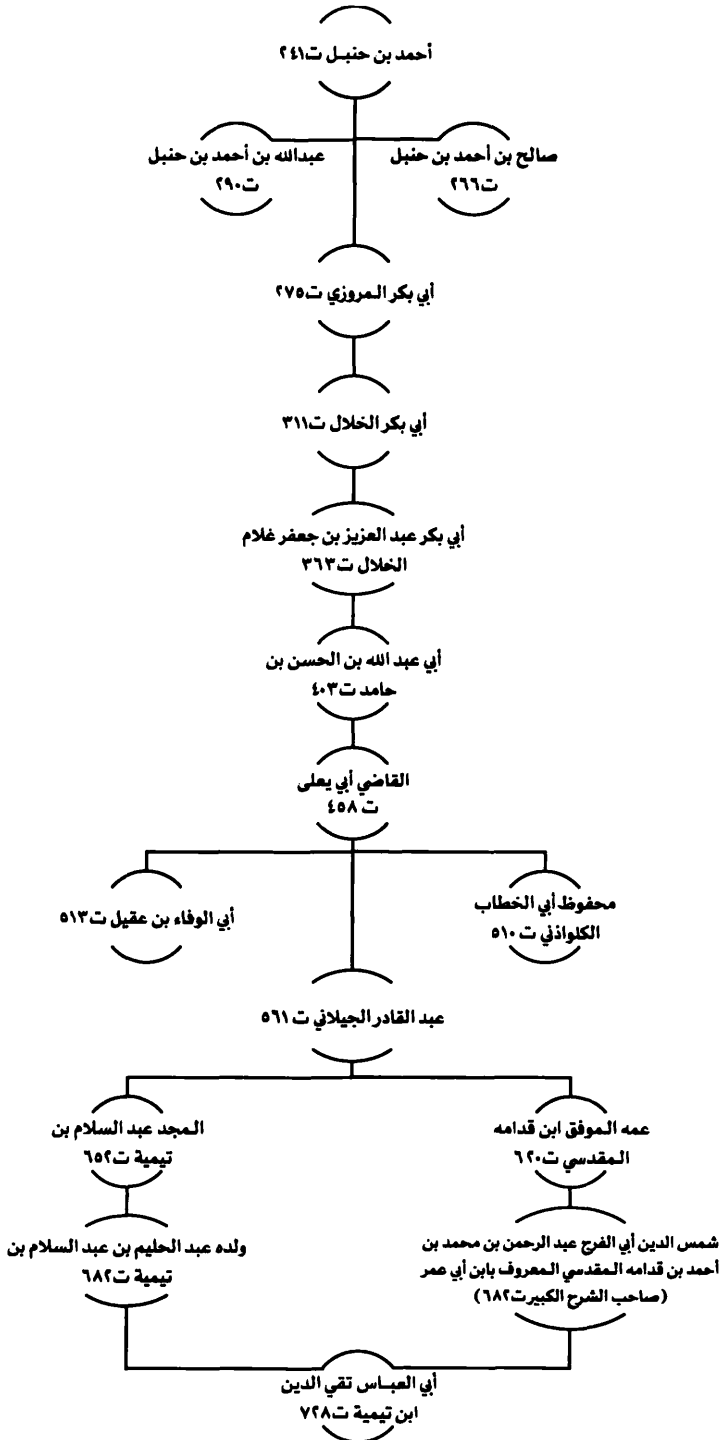 أحمد بن حنبل ت٢٤١
صالح بن أحمد بن حنبل
ت٢٦٦
عبدالله بن أحمد بن حنبل
ت٢٩٠
أبي بكر المروزي ت٢٧٥
أبي بكر الخلال ت٣١١
أبي بكر عبد العزيز بن جعفر غلام
الخلال ت٣٦٣
أبي عبد الله بن الحسن بن
حامد ت٤٠٣
القاضي أبي يعلى
ت ٤٥٨
محفوظ أبي الخطاب
الكلواذني ت ٥١٠
أبي الوفاء بن عقيل ت٥١٣
عبد القادر الجيلاني ت ٥٦١
عمه الموفق ابن قدامه
المقدسي ت٦٢٠
المجد عبد السلام بن
تيمية ت٦٥٢
شمس الدين أبي الفرج عبد الرحمن بن محمد بن
أحمد بن قدامه المقدسي المعروف بابن أبي عمر
(صاحب الشرح الكبيرت٦٨٢)
ولده عبد الحليم بن عبد السلام بن
تيمية ت٦٨٢
أبي العباس تقي الدين
ابن تيمية ت٧٢٨